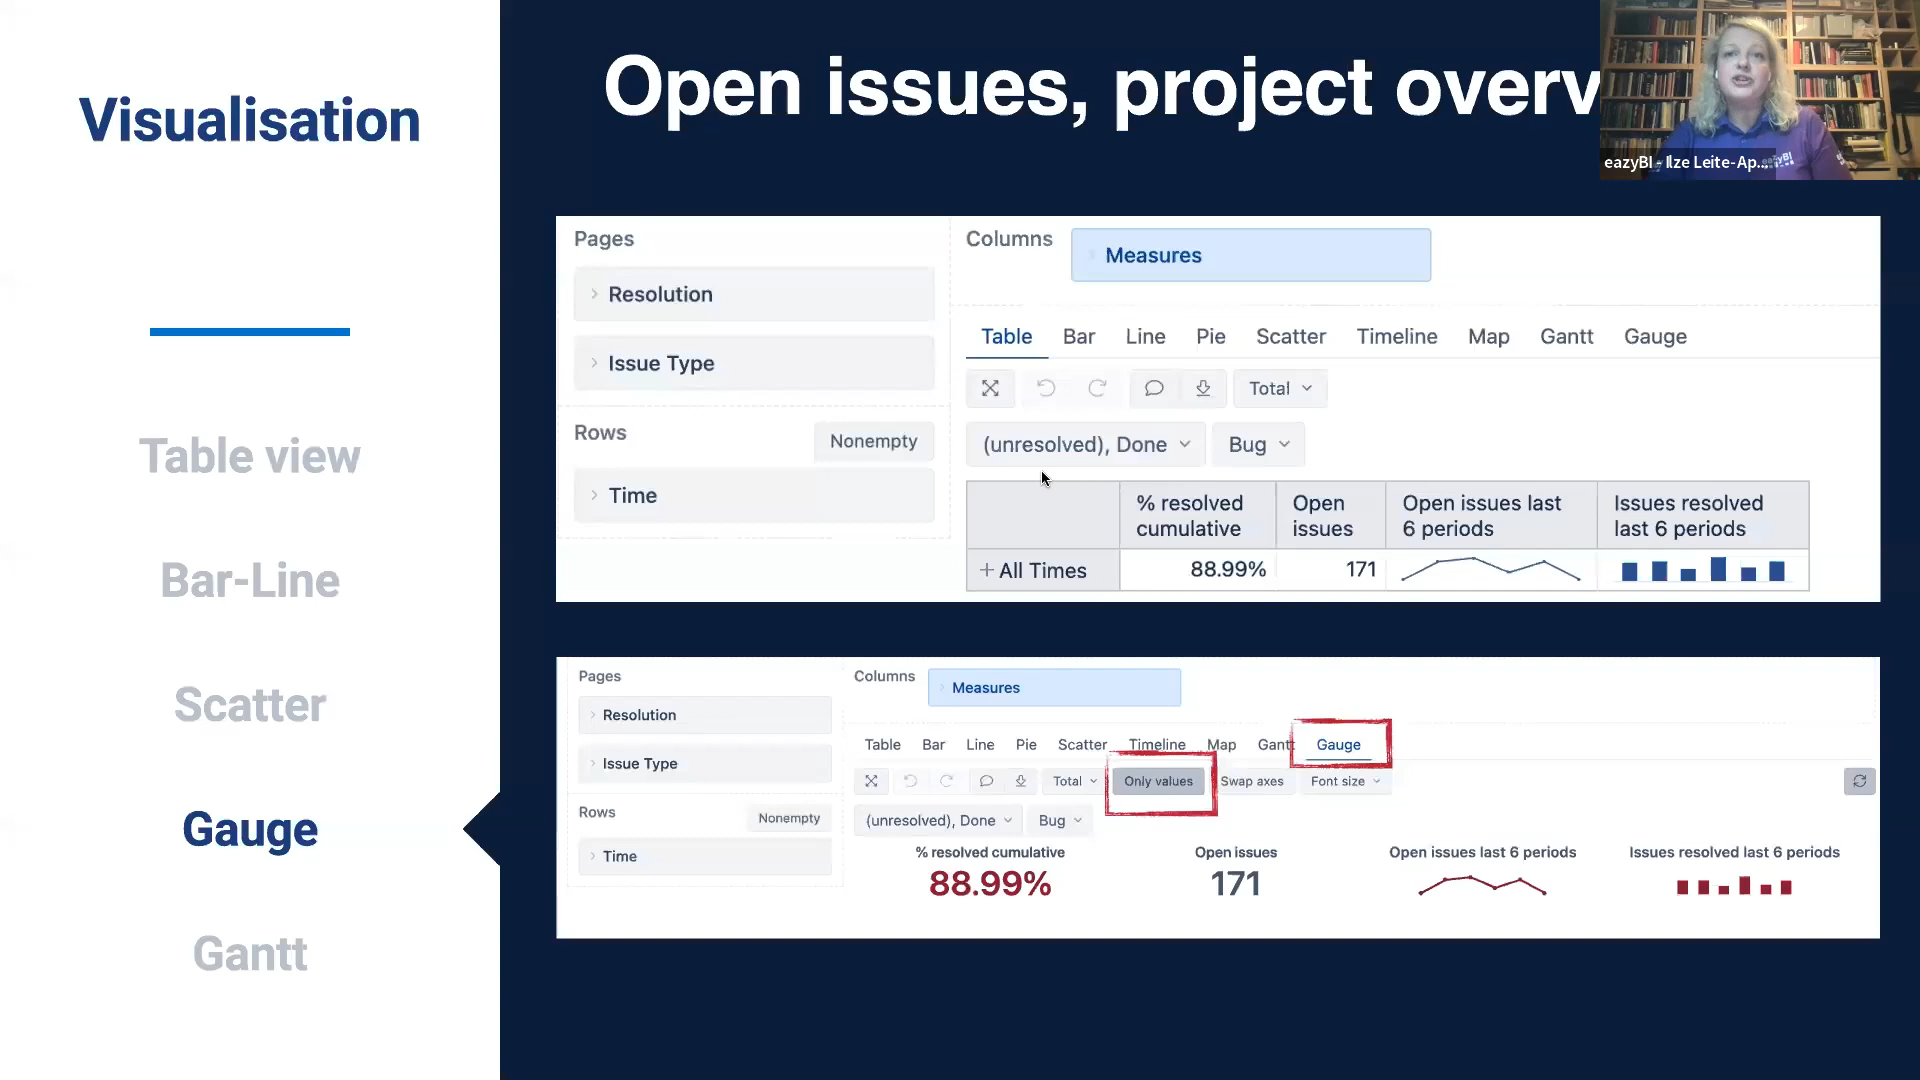 Visualisation
Table view
Bar-Line
Scatter
Gauge
Gantt
Open issues, project overv
eazyBI - Ilze Leite-Ap...
Pages
Resolution
Issue Type
Rows
Nonempty
Time
Columns
Measures
Table Bar Line Pie Scatter Timeline Map Gantt Gauge
Total
(unresolved), Done Bug
% resolved cumulative Open issues Open issues last 6 periods Issues resolved last 6 periods
+ All Times 88.99% 171
Pages
Resolution
Issue Type
Rows
Nonempty
Time
Columns
Measures
Table Bar Line Pie Scatter Timeline Map Gantt Gauge
Total Only values Swap axes Font size
(unresolved), Done Bug
% resolved cumulative Open issues Open issues last 6 periods Issues resolved last 6 periods
88.99% 171